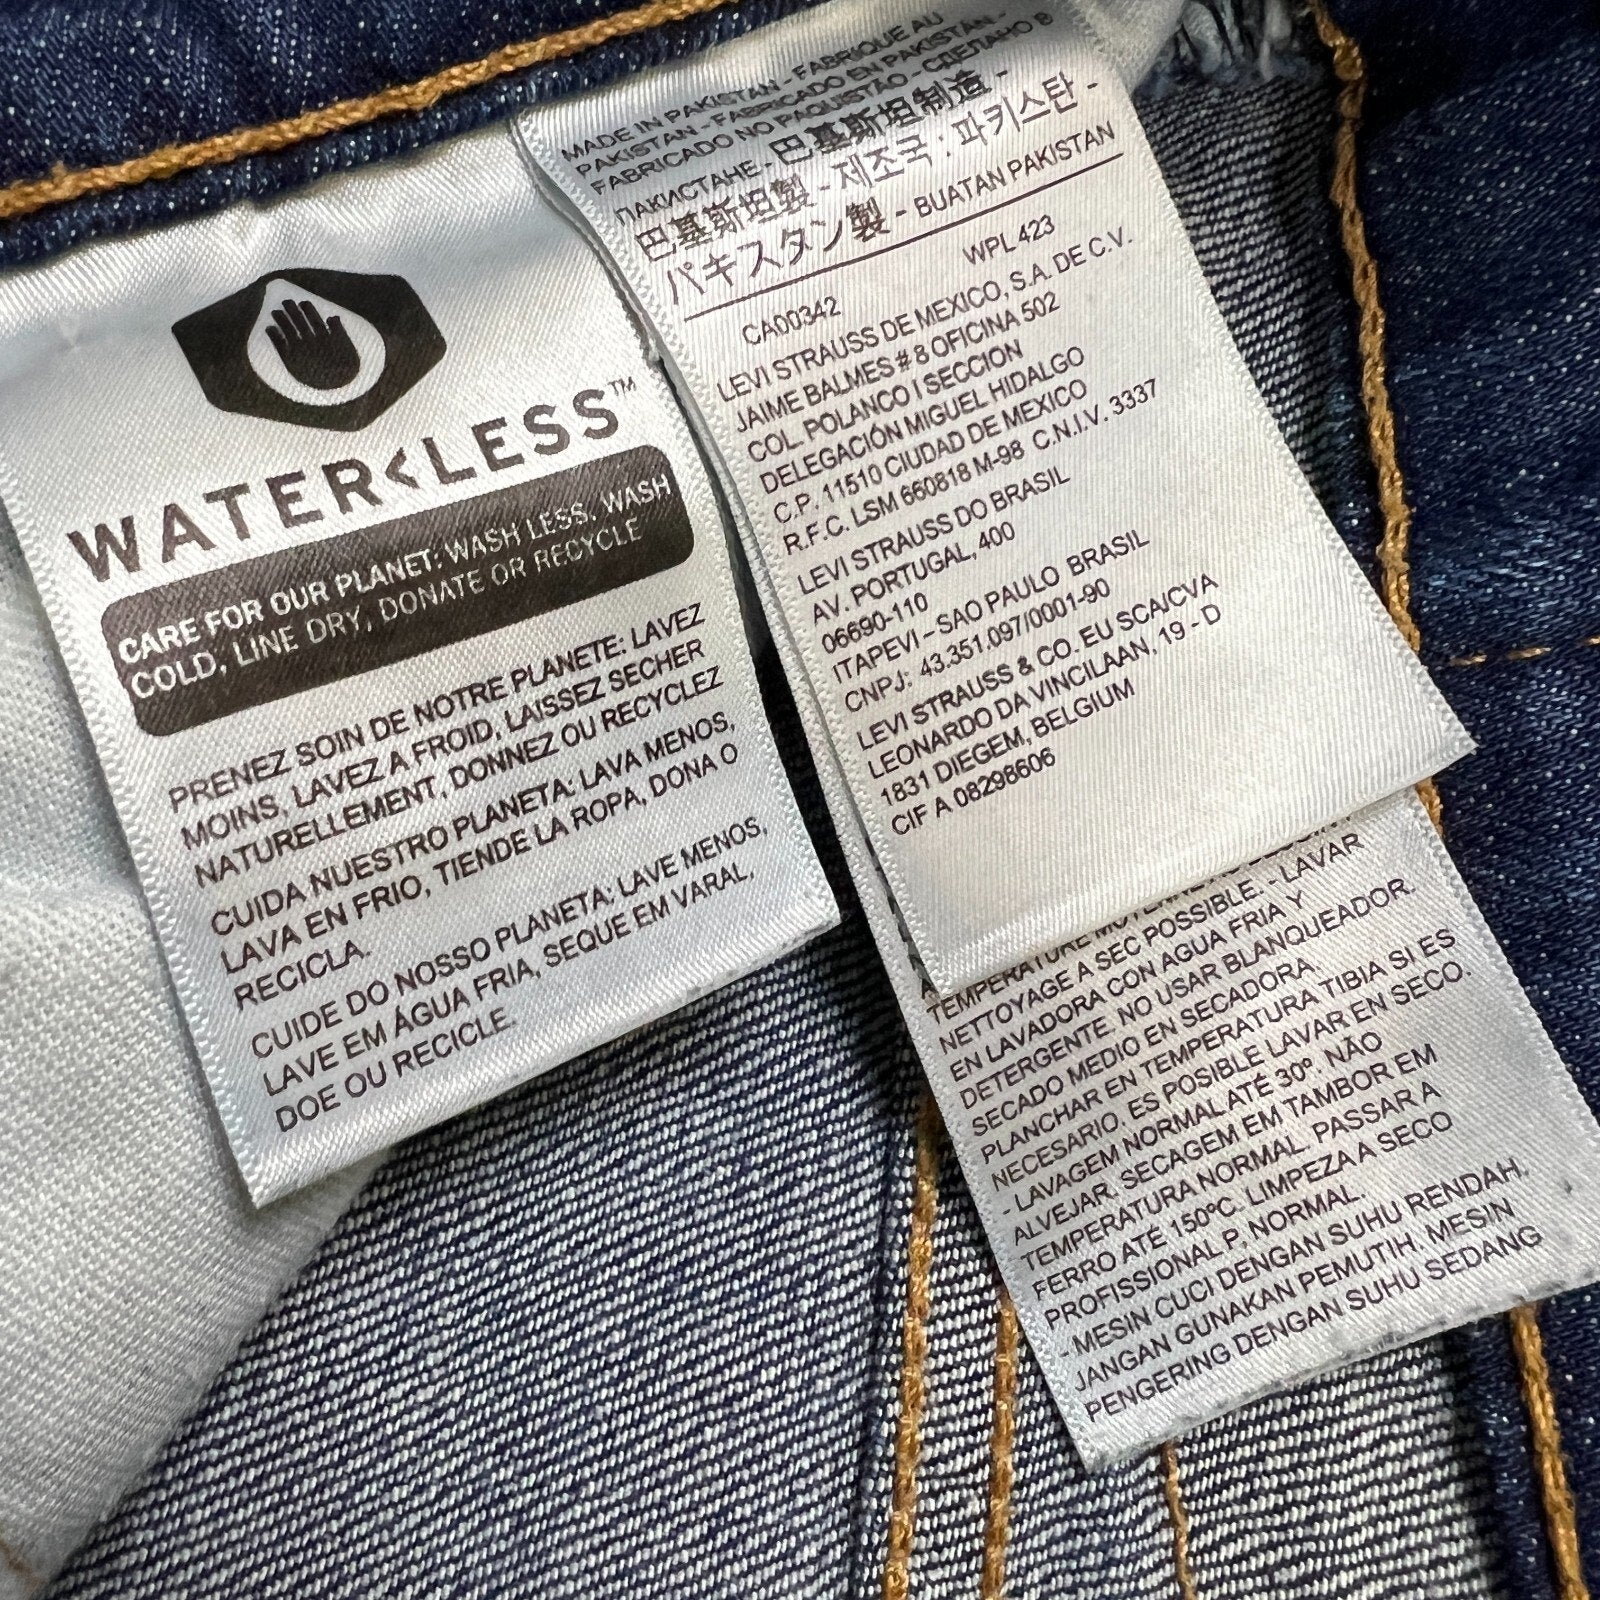 WATER<LESS™
CARE FOR OUR PLANET: WASH LESS, WASH
COLD, LINE DRY, DONATE OR RECYCLE
PRENEZ SOIN DE NOTRE PLANETE: LAVEZ
MOINS, LAVEZ A FROID, LAISSEZ SECHER
NATURELLEMENT, DONNEZ OU RECYCLEZ
CUIDA NUESTRO PLANETA: LAVA MENOS,
LAVA EN FRIO, TIENDE LA ROPA, DONA O
RECICLA.
CUIDE DO NOSSO PLANETA: LAVE MENOS,
LAVE EM ÁGUA FRIA, SEQUE EM VARAL,
DOE OU RECICLE.
MADE IN PAKISTAN - FABRIQUE AU
PAKISTAN - FABRICADO EN PAKISTAN -
FABRICADO NO PAQUISTÃO - СДЕЛАНО В
ПАКИСТАНЕ - 巴基斯坦制造 -
巴基斯坦製 - 제조국 : 파키스탄 -
パキスタン製 - BUATAN PAKISTAN
CA00342 WPL 423
LEVI STRAUSS DE MEXICO, S.A. DE C.V.
JAIME BALMES # 8 OFICINA 502
COL. POLANCO I SECCION
DELEGACIÓN MIGUEL HIDALGO
C.P. 11510 CIUDAD DE MEXICO
R.F.C. LSM 660818 M-98 C.N.I.V. 3337
LEVI STRAUSS DO BRASIL
AV. PORTUGAL, 400
06690-110
ITAPEVI – SAO PAULO BRASIL
CNPJ: 43.351.097/0001-90
LEVI STRAUSS & CO. EU SCA/CVA
LEONARDO DA VINCILAAN, 19 - D
1831 DIEGEM, BELGIUM
CIF A 08298606
TEMPERATURE
NETTOYAGE A SEC POSSIBLE. - LAVAR
EN LAVADORA CON AGUA FRIA Y
DETERGENTE. NO USAR BLANQUEADOR.
SECADO MEDIO EN SECADORA.
PLANCHAR EN TEMPERATURA TIBIA SI ES
NECESARIO. ES POSIBLE LAVAR EN SECO.
- LAVAGEM NORMAL ATÉ 30º. NÃO
ALVEJAR. SECAGEM EM TAMBOR EM
TEMPERATURA NORMAL. PASSAR A
FERRO ATÉ 150ºC. LIMPEZA A SECO
PROFISSIONAL P, NORMAL.
- MESIN CUCI DENGAN SUHU RENDAH.
JANGAN GUNAKAN PEMUTIH. MESIN
PENGERING DENGAN SUHU SEDANG